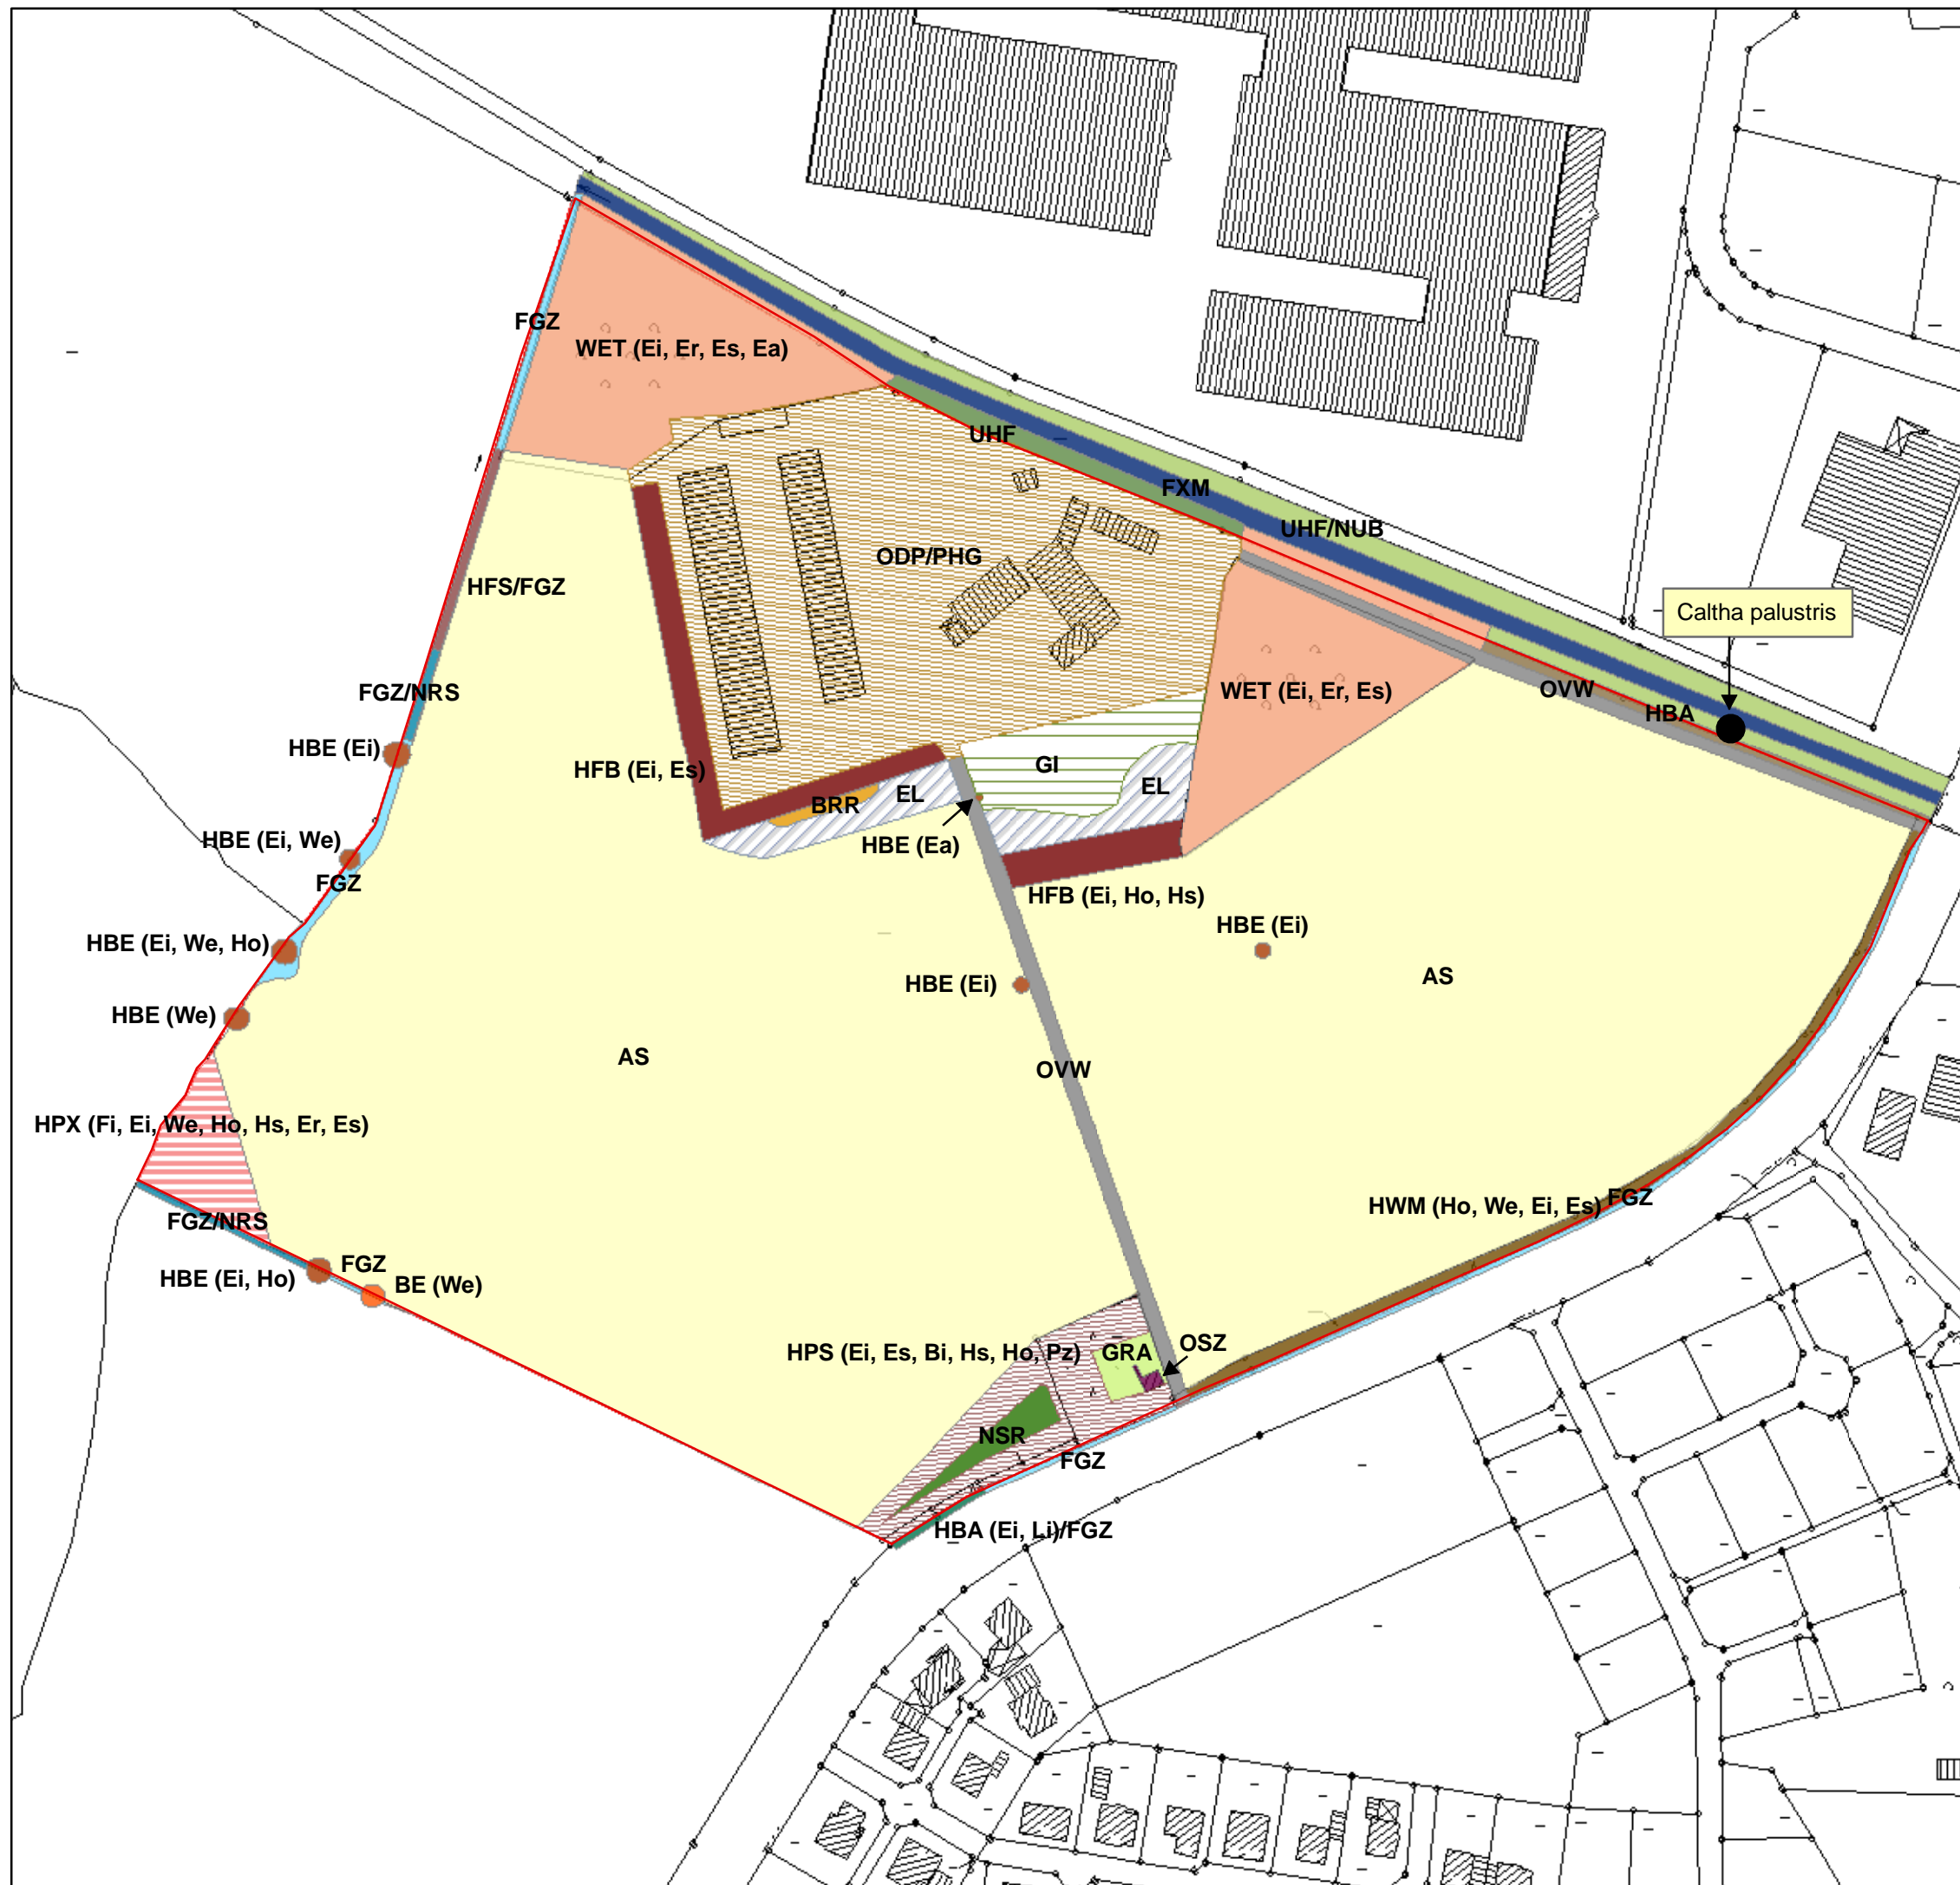 FGZ
WET (Ei, Er, Es, Ea)
UHF
FXM
UHF/NUB
ODP/PHG
HFS/FGZ
Caltha palustris
FGZ/NRS
WET (Ei, Er, Es)
OVW
HBA
HBE (Ei)
HFB (Ei, Es)
GI
EL
BRR
EL
HBE (Ei, We)
HBE (Ea)
FGZ
HFB (Ei, Ho, Hs)
HBE (Ei)
HBE (Ei, We, Ho)
HBE (Ei)
AS
HBE (We)
AS
OVW
HPX (Fi, Ei, We, Ho, Hs, Er, Es)
FGZ/NRS
HWM (Ho, We, Ei, Es)
FGZ
FGZ
HBE (Ei, Ho)
BE (We)
HPS (Ei, Es, Bi, Hs, Ho, Pz)
GRA
OSZ
NSR
FGZ
HBA (Ei, Li)/FGZ